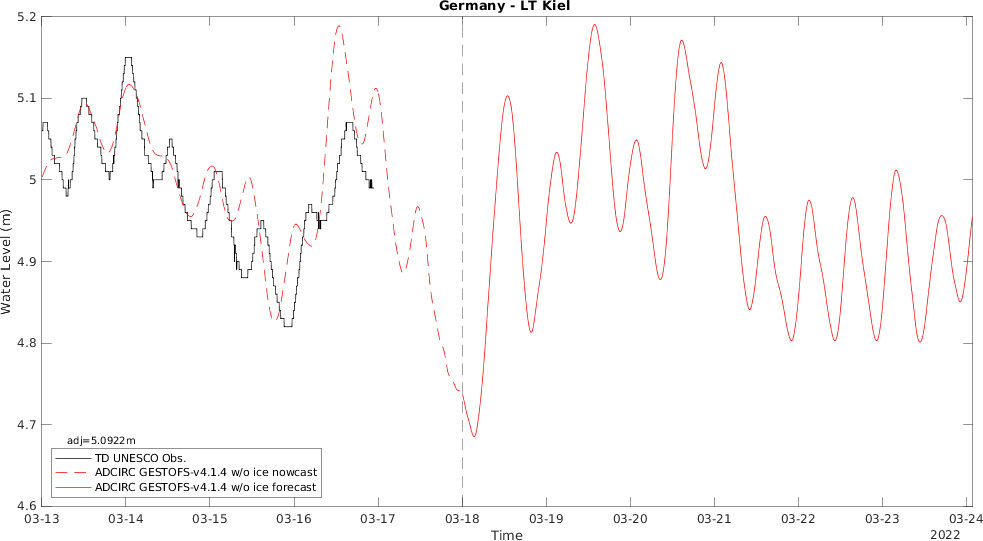 Germany - LT Kiel
5.2
5.1
5
4.9
4.8
4.7
4.6
Water Level (m)
adj=5.0922m
TD UNESCO Obs.
ADCIRC GESTOFS-v4.1.4 w/o ice nowcast
ADCIRC GESTOFS-v4.1.4 w/o ice forecast
03-13 03-14 03-15 03-16 03-17 03-18 03-19 03-20 03-21 03-22 03-23 03-24
Time
2022